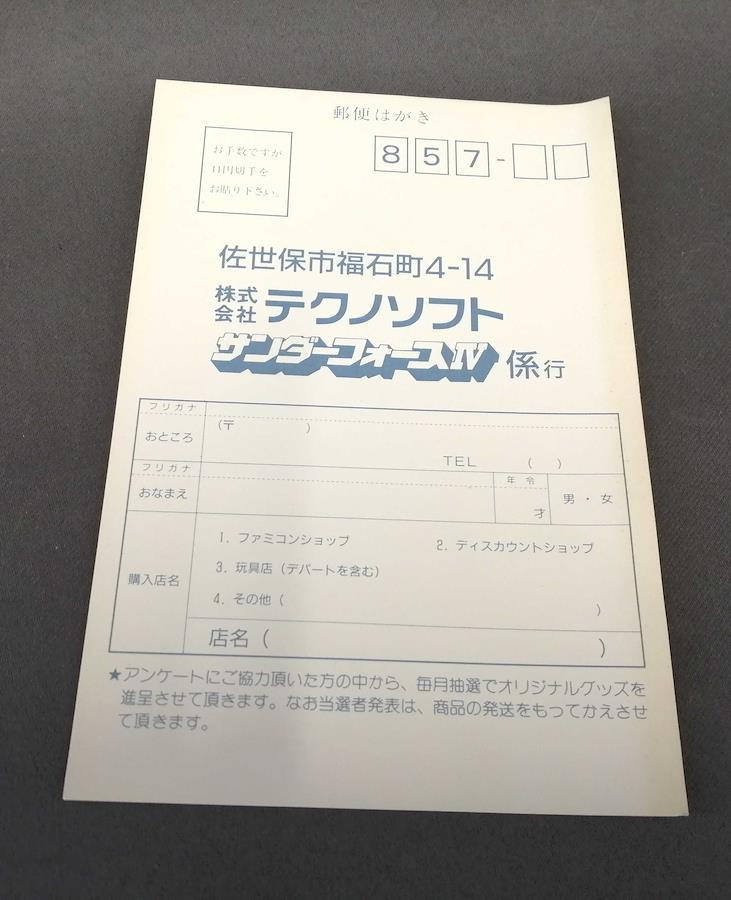 郵便はがき
お手数ですが
41円切手を
お貼り下さい。
857-
佐世保市福石町4-14
株式会社 テクノソフト
サンダーフォースⅣ 係行
フリガナ
おところ
(〒 )
TEL ( )
フリガナ
おなまえ
年令
才
男・女
購入店名
1. ファミコンショップ 2. ディスカウントショップ
3. 玩具店（デパートを含む）
4. その他（ ）
店名（ ）
★アンケートにご協力頂いた方の中から、毎月抽選でオリジナルグッズを
進呈させて頂きます。なお当選者発表は、商品の発送をもってかえさせ
て頂きます。